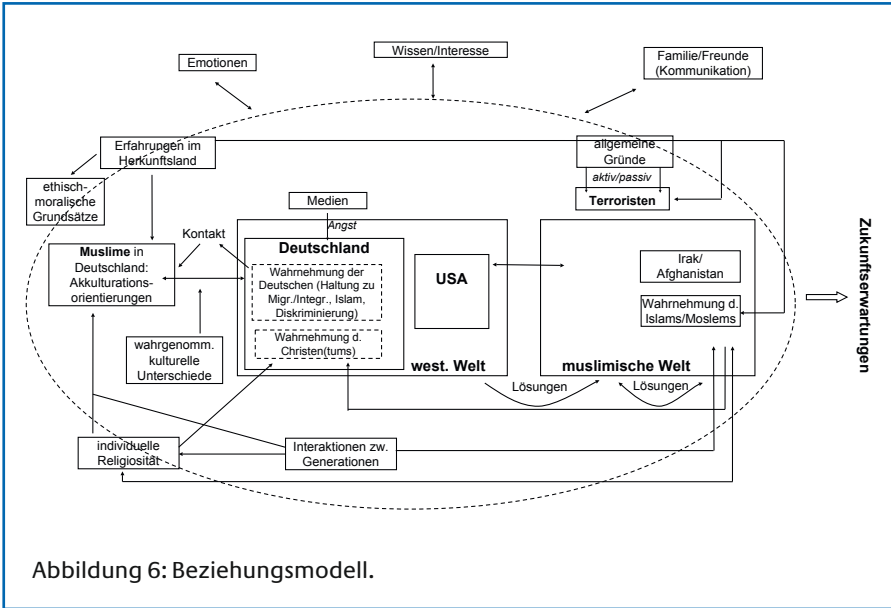 Emotionen
Wissen/Interesse
Familie/Freunde
(Kommunikation)
Erfahrungen im
Herkunftsland
allgemeine
Gründe
aktiv/passiv
Terroristen
ethisch-
moralische
Grundsätze
Medien
Angst
Kontakt
Muslime in
Deutschland:
Akkulturations-
orientierungen
Deutschland
Wahrnehmung der
Deutschen (Haltung zu
Migr./Integr., Islam,
Diskriminierung)
Wahrnehmung d.
Christen(tums)
USA
west. Welt
Irak/
Afghanistan
Wahrnehmung d.
Islams/Moslems
muslimische Welt
wahrgenomm.
kulturelle
Unterschiede
Lösungen
Lösungen
individuelle
Religiosität
Interaktionen zw.
Generationen
Zukunftserwartungen
Abbildung 6: Beziehungsmodell.